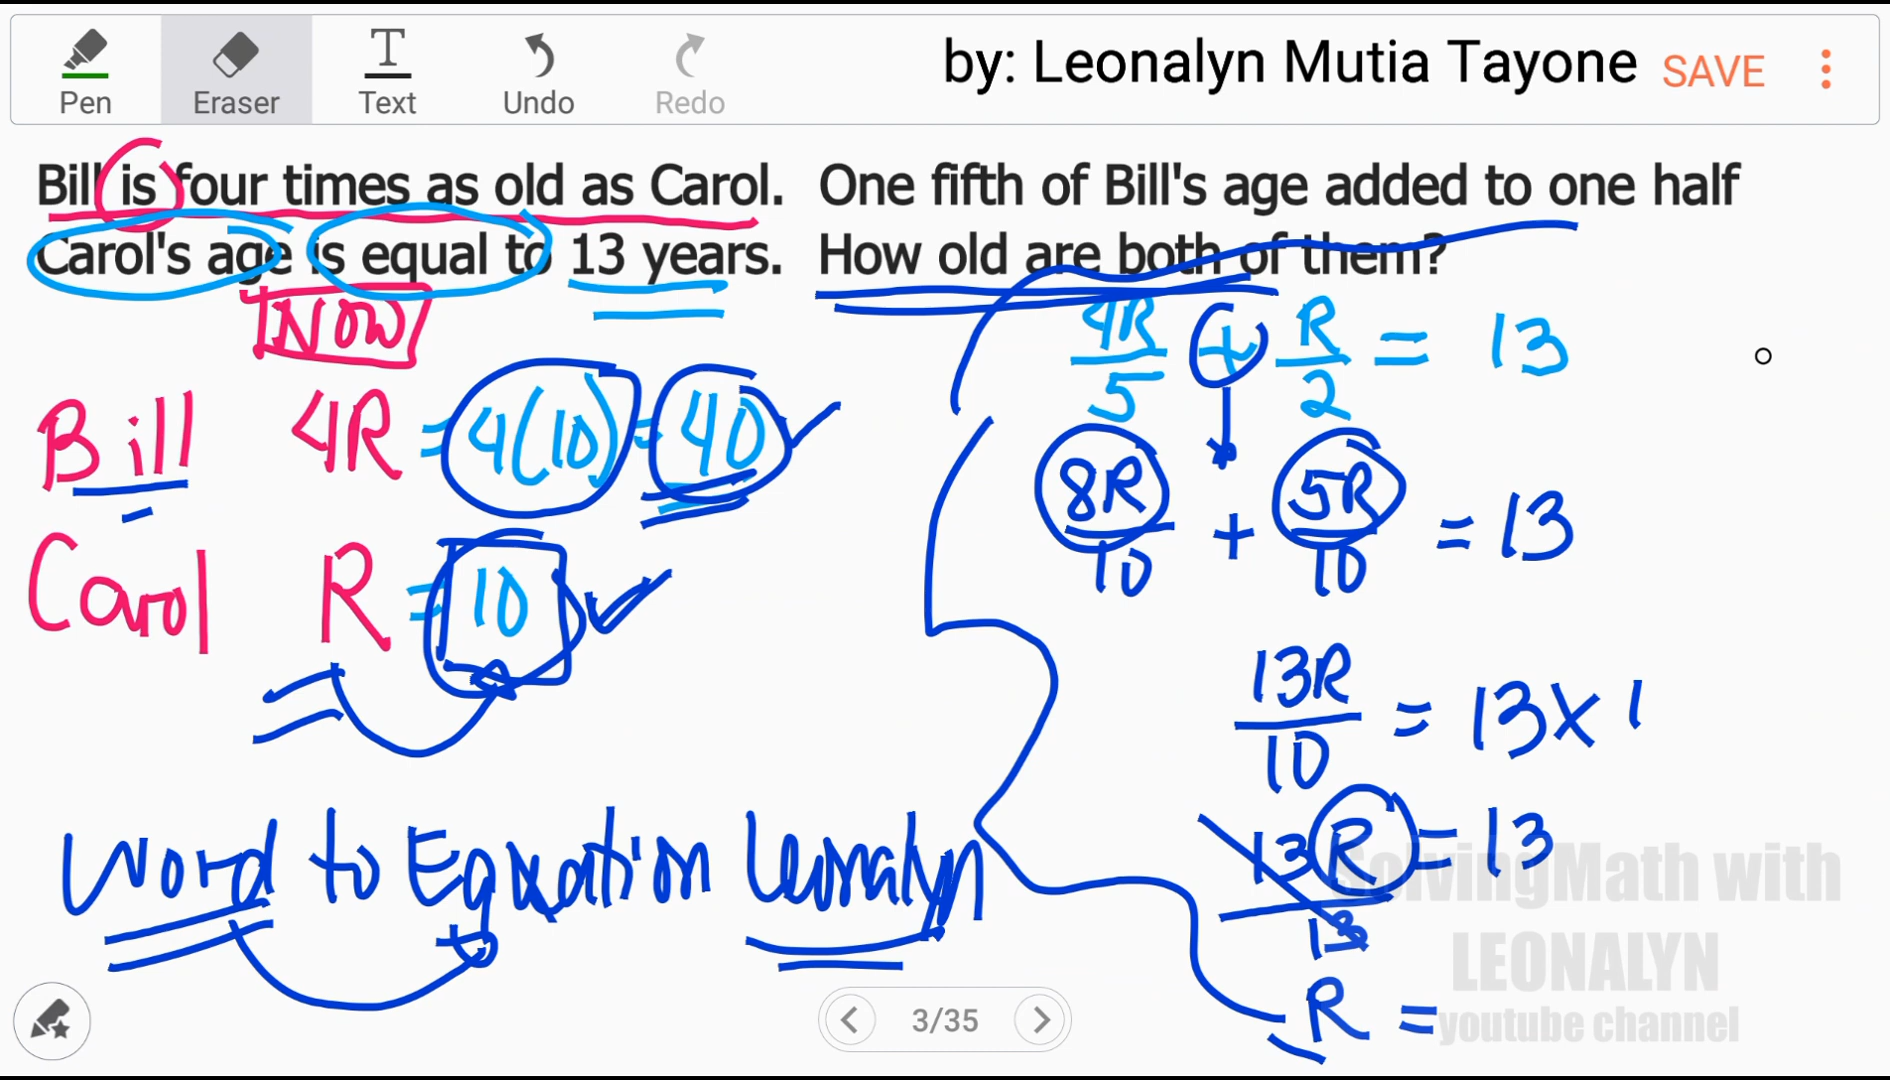 Pen Eraser Text Undo Redo by: Leonalyn Mutia Tayone SAVE
Bill is four times as old as Carol. One fifth of Bill's age added to one half
Carol's age is equal to 13 years. How old are both of them?
Now
4R/5 + R/2 = 13
Bill 4R = 4(10) = 40
8R/10 + 5R/10 = 13
Carol R = 10
13R/10 = 13 x 1
13R/13 = 13
Word to Equation Leonalyn
R =
SolvingMath with
LEONALYN
youtube channel
3/35